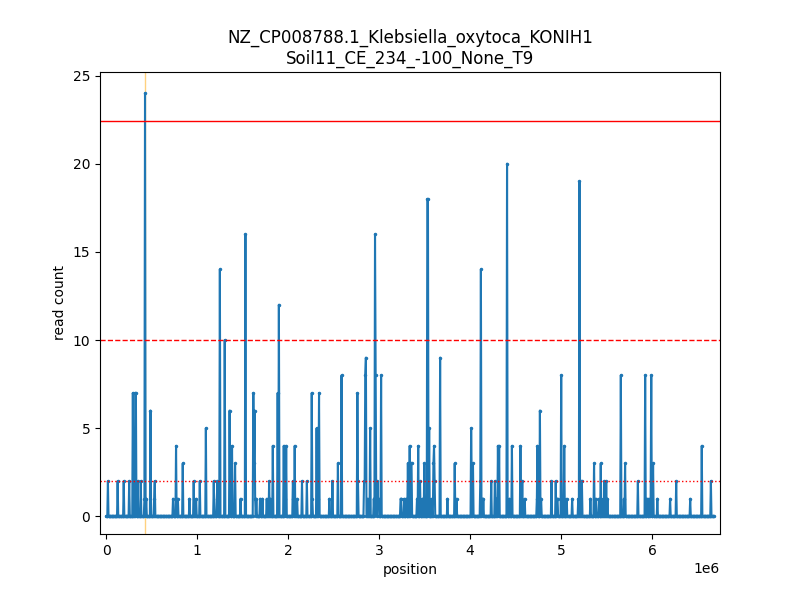 NZ_CP008788.1_Klebsiella_oxytoca_KONIH1
Soil11_CE_234_-100_None_T9
25
20
15
10
5
0
read count
0 1 2 3 4 5 6
1e6
position